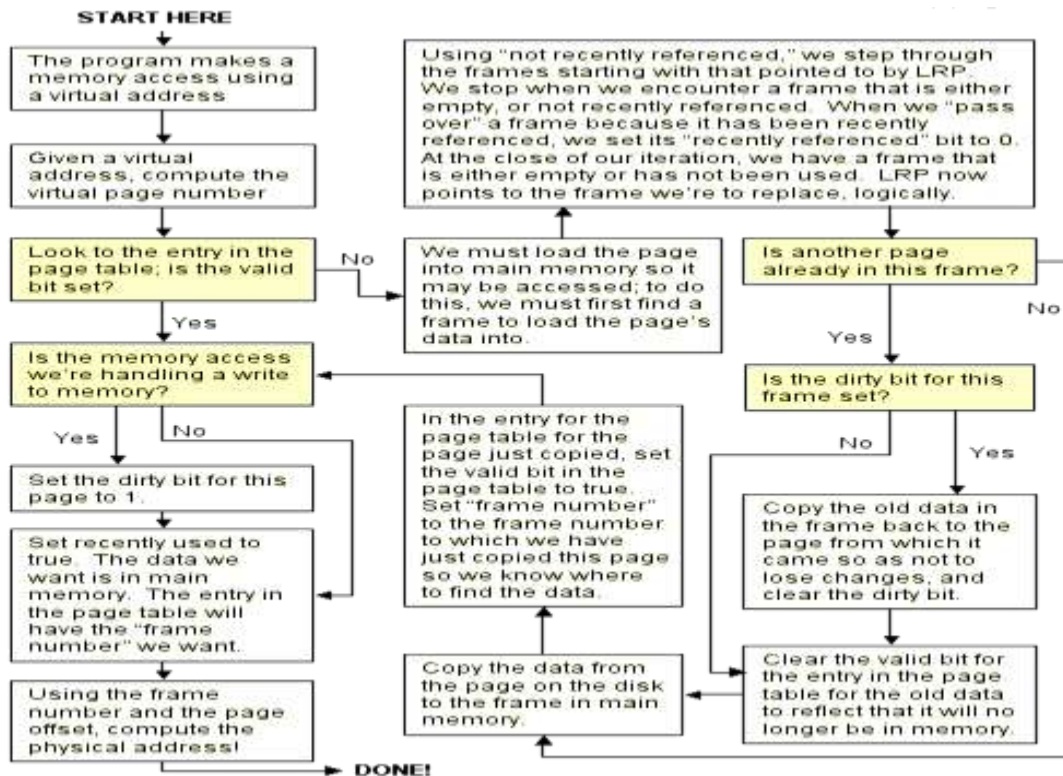 START HERE
The program makes a
memory access using
a virtual address
Given a virtual
address, compute the
virtual page number
Look to the entry in the
page table; is the valid
bit set?
No
Yes
We must load the page
into main memory so it
may be accessed; to do
this, we must first find a
frame to load the page's
data into.
Using "not recently referenced," we step through
the frames starting with that pointed to by LRP.
We stop when we encounter a frame that is either
empty, or not recently referenced. When we "pass
over" a frame because it has been recently
referenced, we set its "recently referenced" bit to 0.
At the close of our iteration, we have a frame that
is either empty or has not been used. LRP now
points to the frame we're to replace, logically.
Is another page
already in this frame?
No
Yes
Is the dirty bit for this
frame set?
No
Yes
Copy the old data in
the frame back to the
page from which it
came so as not to
lose changes, and
clear the dirty bit.
Clear the valid bit for
the entry in the page
table for the old data
to reflect that it will no
longer be in memory.
Copy the data from
the page on the disk
to the frame in main
memory.
In the entry for the
page table for the
page just copied, set
the valid bit in the
page table to true.
Set "frame number"
to the frame number
to which we have
just copied this page
so we know where
to find the data.
Is the memory access
we're handling a write
to memory?
Yes
No
Set the dirty bit for this
page to 1.
Set recently used to
true. The data we
want is in main
memory. The entry in
the page table will
have the "frame
number" we want.
Using the frame
number and the page
offset, compute the
physical address!
DONE!